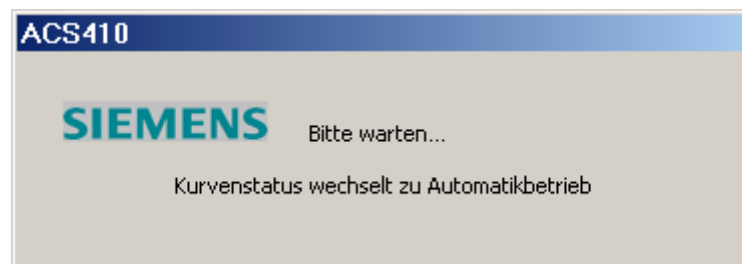 ACS410
SIEMENS Bitte warten...
Kurvenstatus wechselt zu Automatikbetrieb